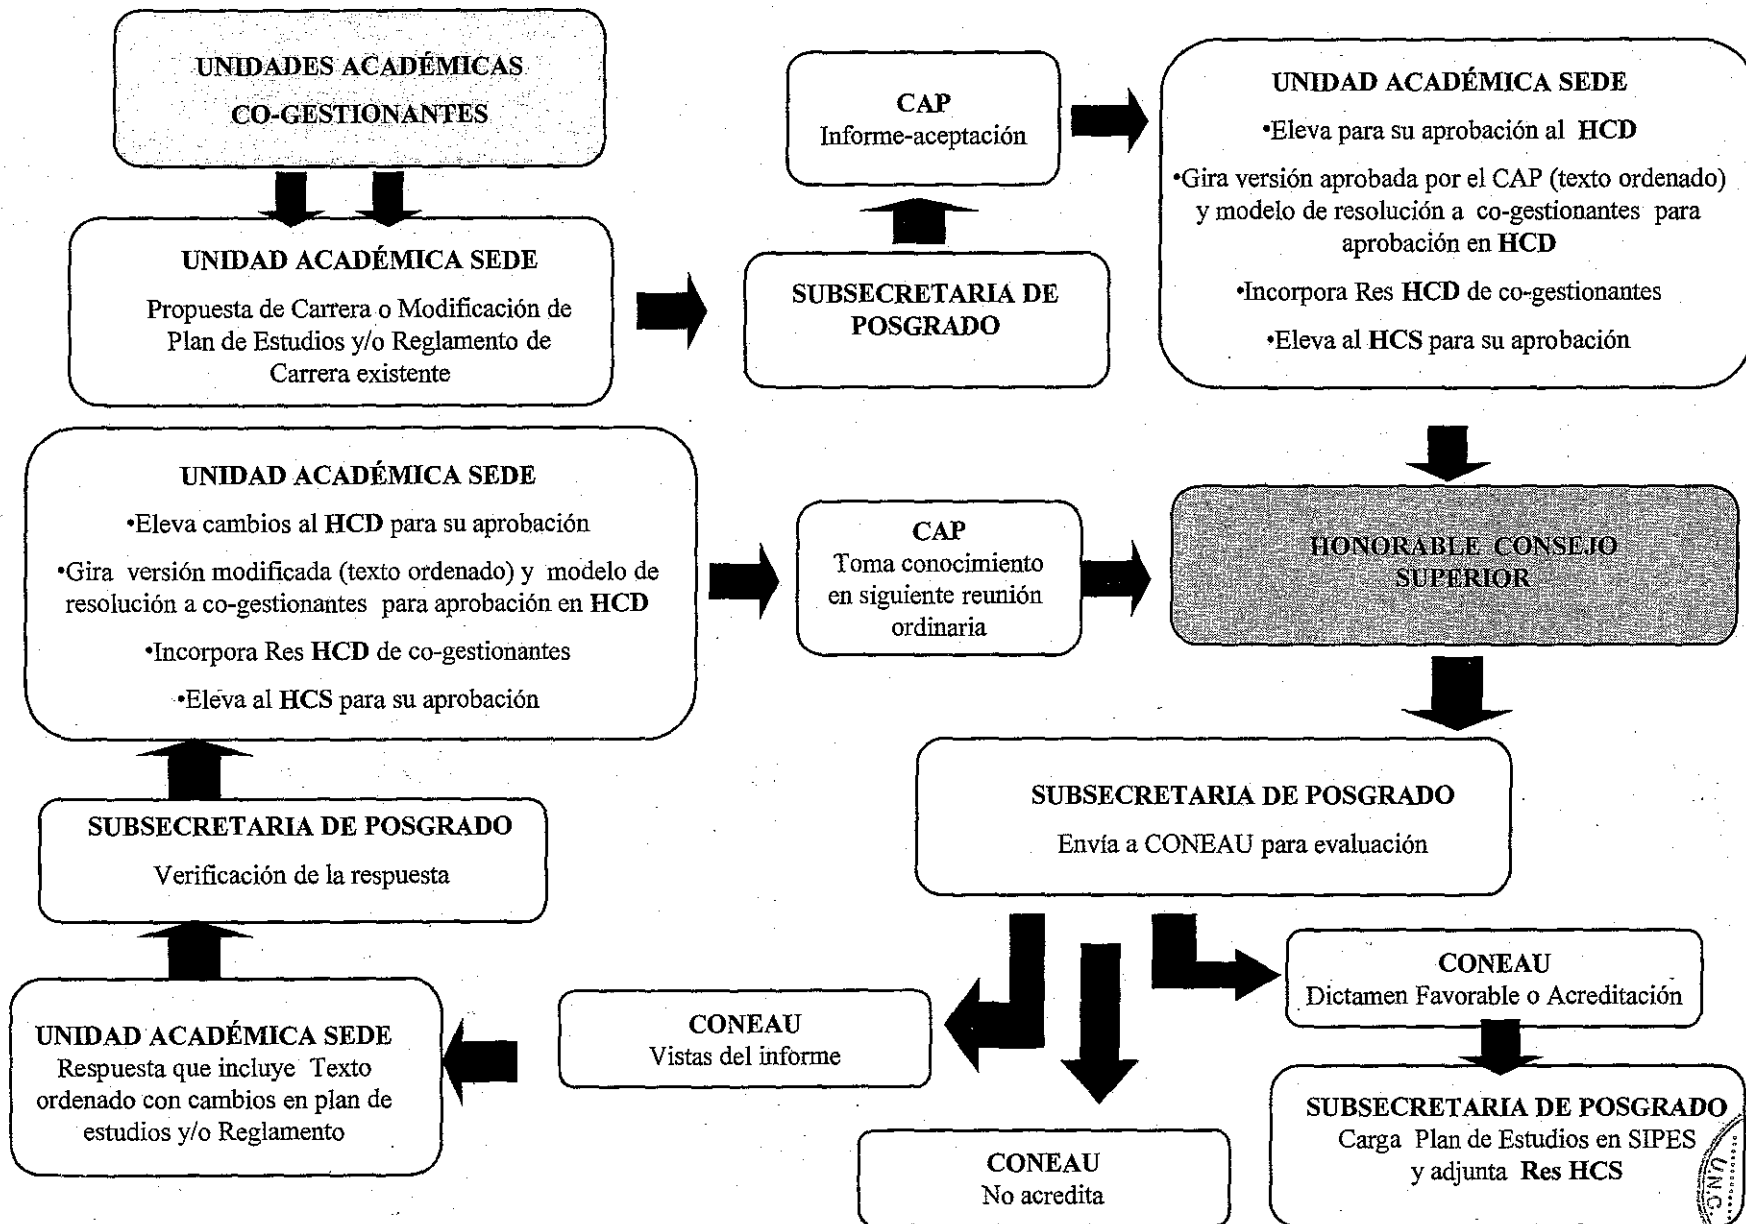 UNIDADES ACADÉMICAS
CO-GESTIONANTES
UNIDAD ACADÉMICA SEDE
Propuesta de Carrera o Modificación de
Plan de Estudios y/o Reglamento de
Carrera existente
SUBSECRETARIA DE
POSGRADO
CAP
Informe-aceptación
UNIDAD ACADÉMICA SEDE
•Eleva para su aprobación al HCD
•Gira versión aprobada por el CAP (texto ordenado)
y modelo de resolución a co-gestionantes para
aprobación en HCD
•Incorpora Res HCD de co-gestionantes
•Eleva al HCS para su aprobación
HONORABLE CONSEJO
SUPERIOR
SUBSECRETARIA DE POSGRADO
Envía a CONEAU para evaluación
CONEAU
Dictamen Favorable o Acreditación
SUBSECRETARIA DE POSGRADO
Carga Plan de Estudios en SIPES
y adjunta Res HCS
CONEAU
No acredita
CONEAU
Vistas del informe
UNIDAD ACADÉMICA SEDE
Respuesta que incluye Texto
ordenado con cambios en plan de
estudios y/o Reglamento
SUBSECRETARIA DE POSGRADO
Verificación de la respuesta
UNIDAD ACADÉMICA SEDE
•Eleva cambios al HCD para su aprobación
•Gira versión modificada (texto ordenado) y modelo de
resolución a co-gestionantes para aprobación en HCD
•Incorpora Res HCD de co-gestionantes
•Eleva al HCS para su aprobación
CAP
Toma conocimiento
en siguiente reunión
ordinaria
U.N.C.